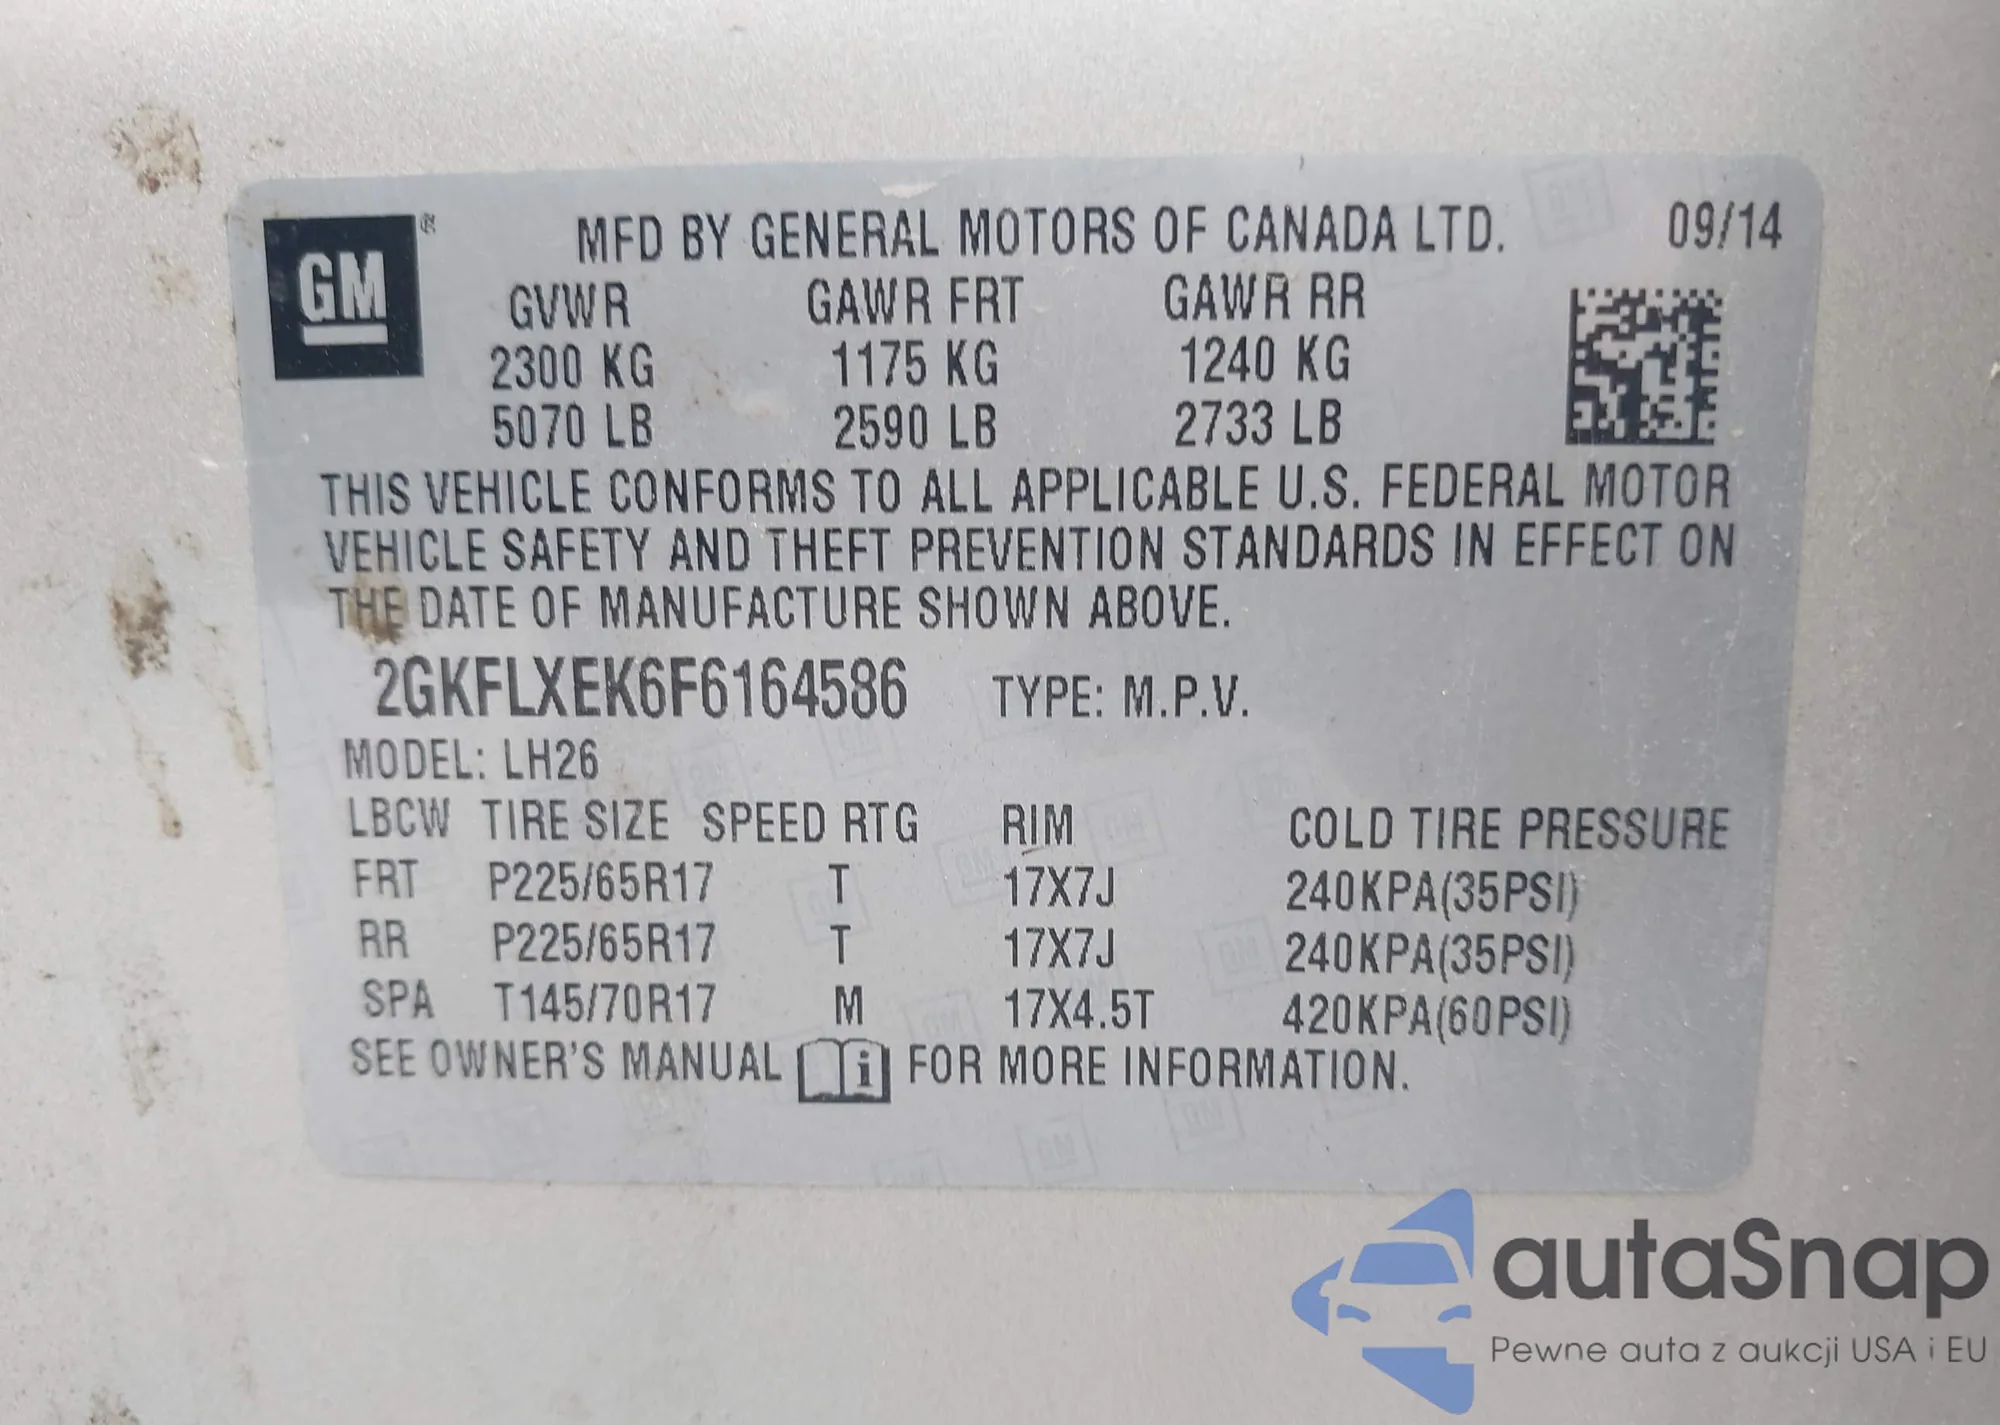 GM
MFD BY GENERAL MOTORS OF CANADA LTD. 09/14
GVWR GAWR FRT GAWR RR
2300 KG 1175 KG 1240 KG
5070 LB 2590 LB 2733 LB
THIS VEHICLE CONFORMS TO ALL APPLICABLE U.S. FEDERAL MOTOR
VEHICLE SAFETY AND THEFT PREVENTION STANDARDS IN EFFECT ON
THE DATE OF MANUFACTURE SHOWN ABOVE.
2GKFLXEK6F6164586 TYPE: M.P.V.
MODEL: LH26
LBCW TIRE SIZE SPEED RTG RIM COLD TIRE PRESSURE
FRT P225/65R17 T 17X7J 240KPA(35PSI)
RR P225/65R17 T 17X7J 240KPA(35PSI)
SPA T145/70R17 M 17X4.5T 420KPA(60PSI)
SEE OWNER'S MANUAL i FOR MORE INFORMATION.
autaSnap
Pewne auta z aukcji USA i EU